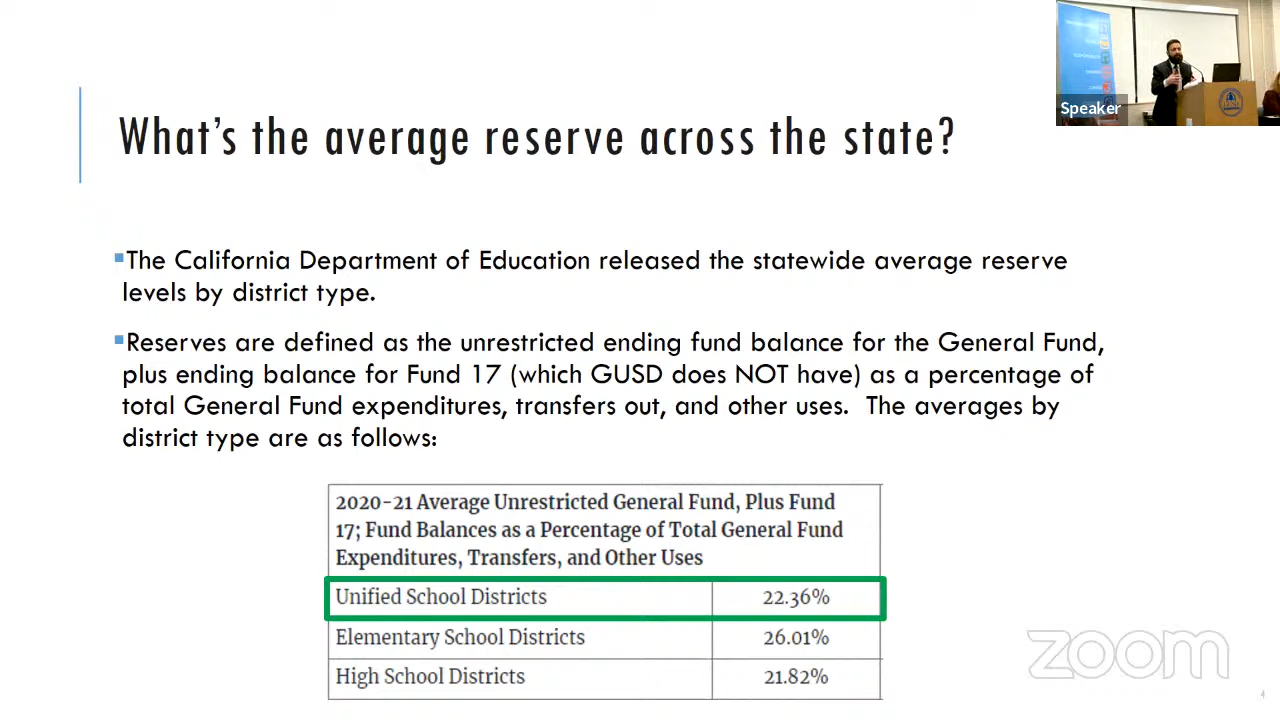 Speaker
What's the average reserve across the state?
The California Department of Education released the statewide average reserve
levels by district type.
Reserves are defined as the unrestricted ending fund balance for the General Fund,
plus ending balance for Fund 17 (which GUSD does NOT have) as a percentage of
total General Fund expenditures, transfers out, and other uses.  The averages by
district type are as follows:
2020-21 Average Unrestricted General Fund, Plus Fund
17; Fund Balances as a Percentage of Total General Fund
Expenditures, Transfers, and Other Uses
Unified School Districts 22.36%
Elementary School Districts 26.01%
High School Districts 21.82%
zoom
4